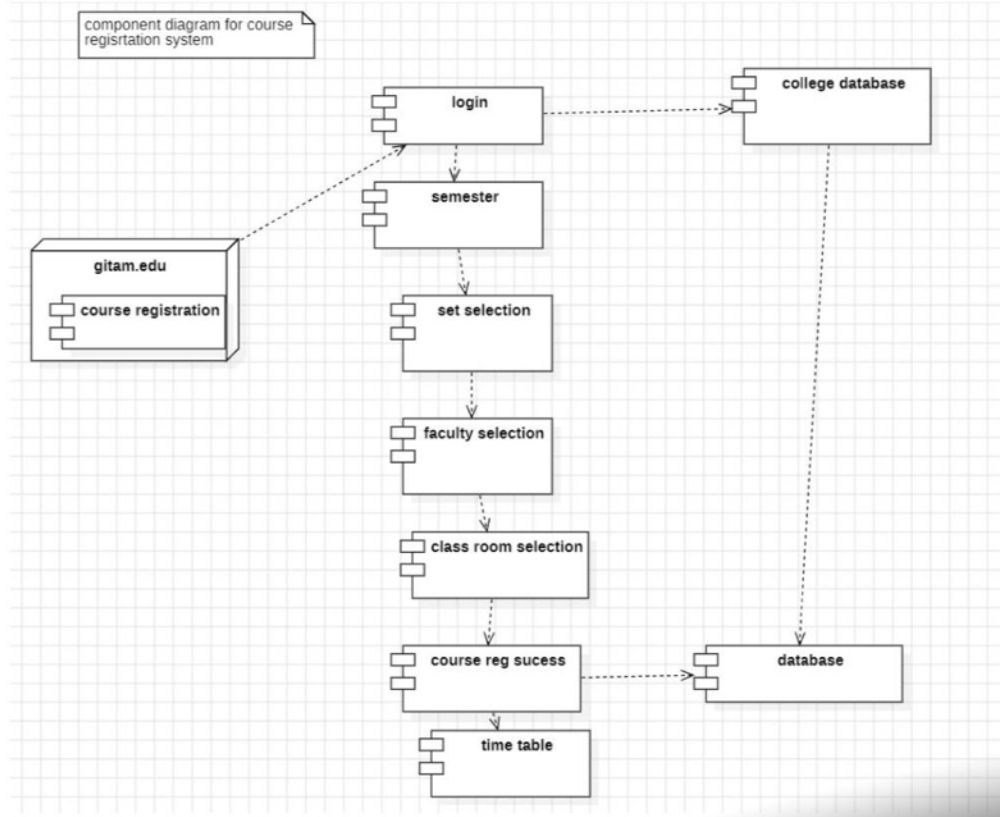 component diagram for course
regisrtation system
login
college database
semester
gitam.edu
course registration
set selection
faculty selection
class room selection
course reg sucess
database
time table